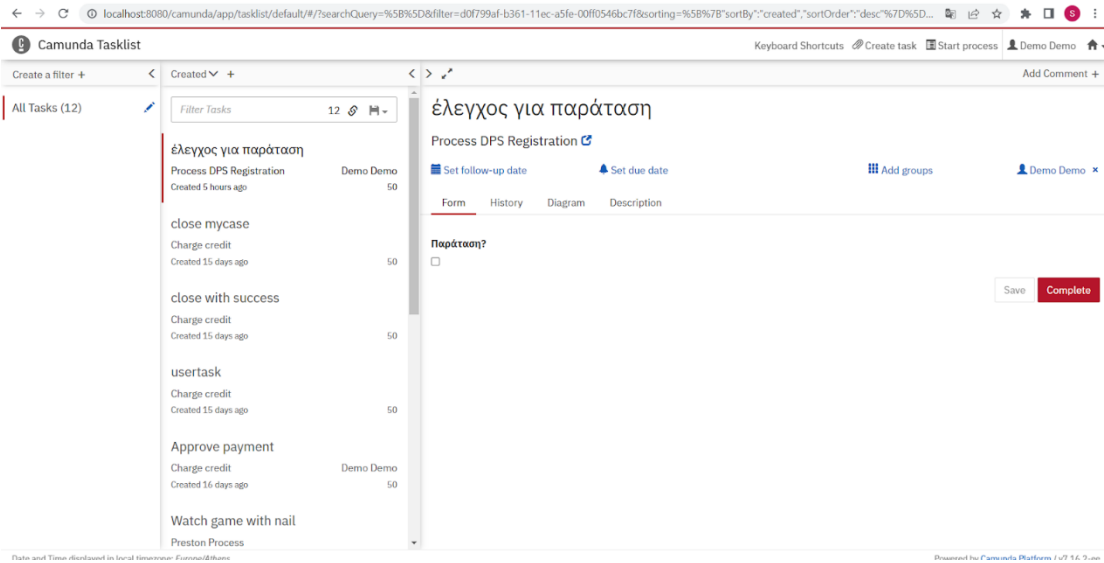 localhost:8080/camunda/app/tasklist/default/#/?searchQuery=%5B%5D&filter=d0f799af-b361-11ec-a5fe-00ff0546bc7f&sorting=%5B%7B"sortBy":"created","sortOrder":"desc"%7D%5D...
S
Camunda Tasklist
Keyboard Shortcuts Create task Start process Demo Demo
Create a filter +
Created +
Add Comment +
All Tasks (12)
Filter Tasks 12
έλεγχος για παράταση
Process DPS Registration Demo Demo
Created 5 hours ago 50
close mycase
Charge credit
Created 15 days ago 50
close with success
Charge credit
Created 15 days ago 50
usertask
Charge credit
Created 15 days ago 50
Approve payment
Charge credit Demo Demo
Created 16 days ago 50
Watch game with nail
Preston Process
έλεγχος για παράταση
Process DPS Registration
Set follow-up date Set due date Add groups Demo Demo ×
Form History Diagram Description
Παράταση?
Save Complete
Date and Time displayed in local timezone: Europe/Athens
Powered by Camunda Platform / v7.16.2-ee